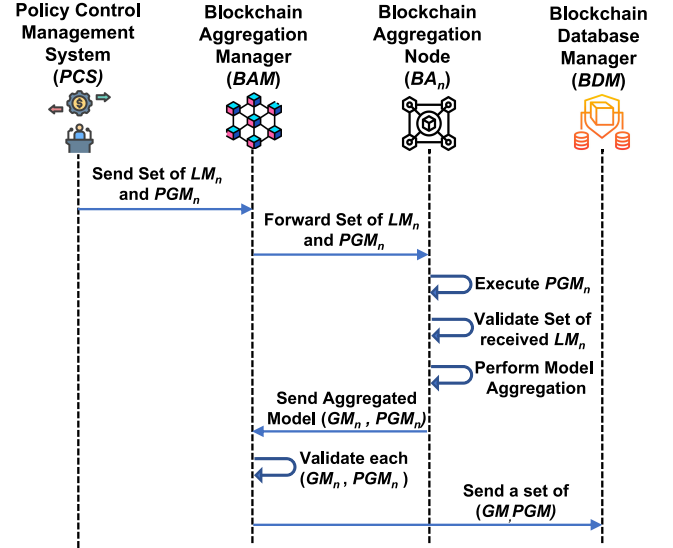 Policy Control
Management
System
(PCS)
Blockchain
Aggregation
Manager
(BAM)
Blockchain
Aggregation
Node
(BAn)
Blockchain
Database
Manager
(BDM)
$
Send Set of LMn
and PGMn
Forward Set of LMn
and PGMn
Execute PGMn
Validate Set of
received LMn
Perform Model
Aggregation
Send Aggregated
Model (GMn , PGMn)
Validate each
(GMn , PGMn )
Send a set of
(GM,PGM)